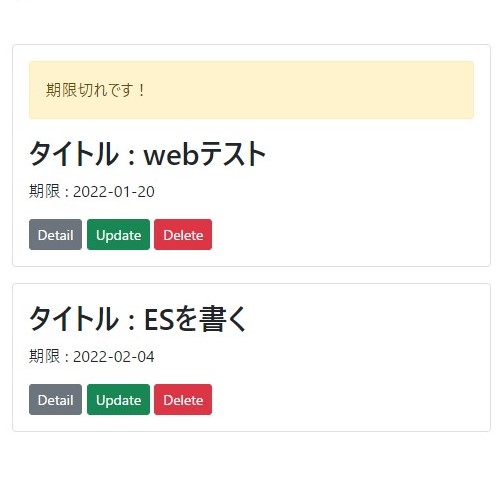 期限切れです！
タイトル : webテスト
期限 : 2022-01-20
Detail Update Delete
タイトル : ESを書く
期限 : 2022-02-04
Detail Update Delete